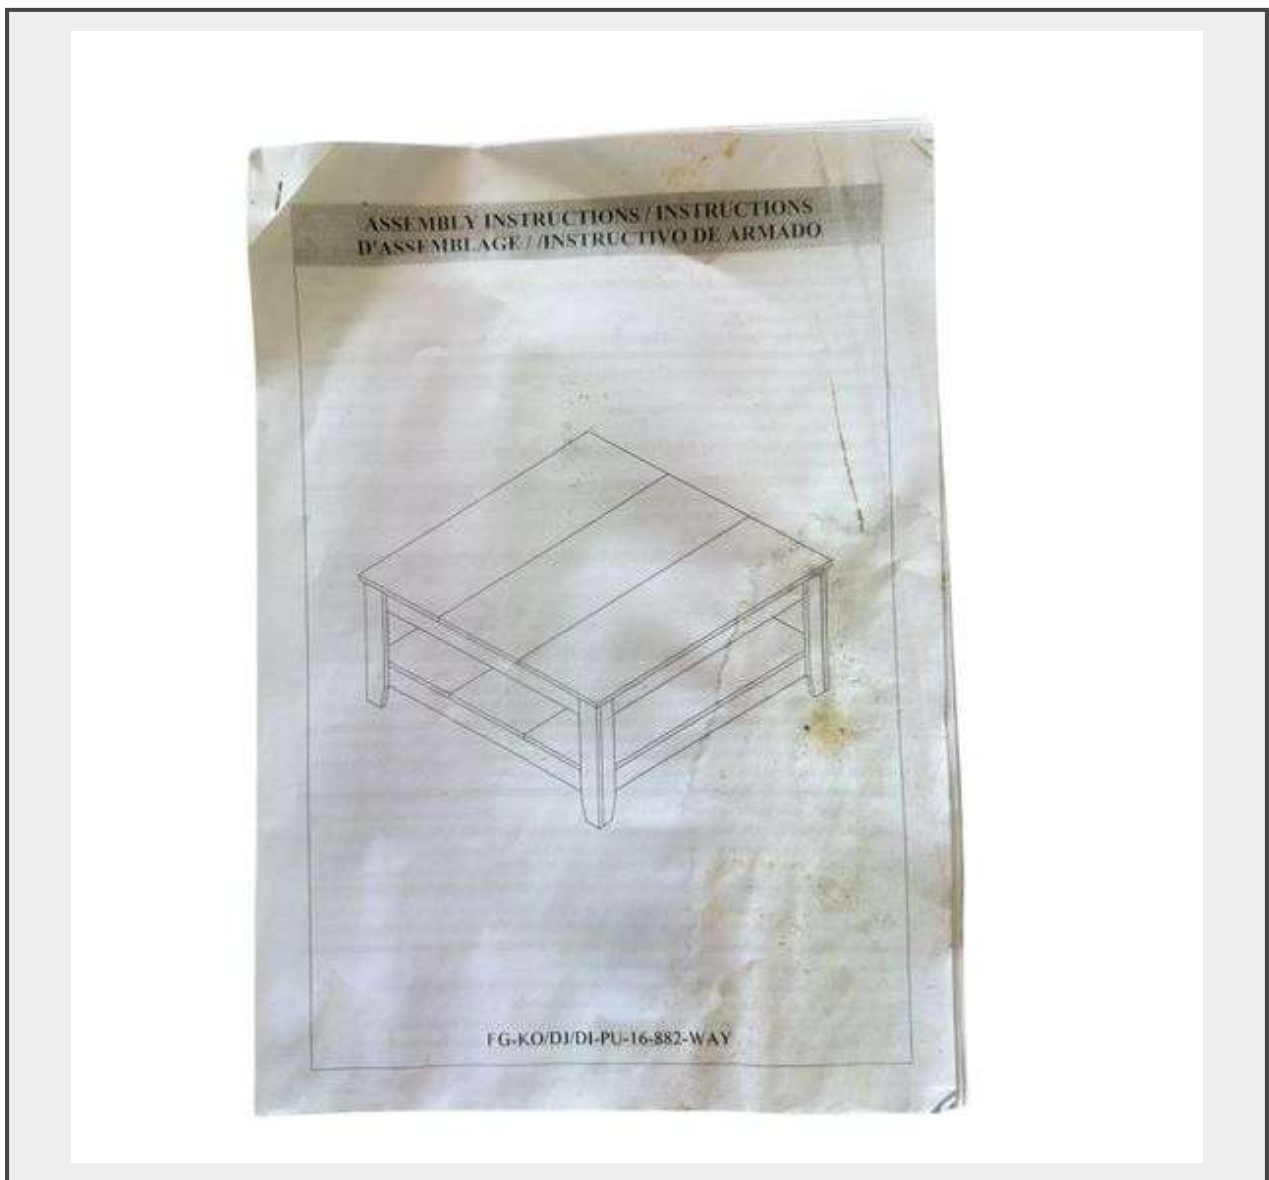 ASSEMBLY INSTRUCTIONS / INSTRUCTIONS
D'ASSEMBLAGE / /INSTRUCTIVO DE ARMADO
FG-KO/DJ/DI-PU-16-882-WAY